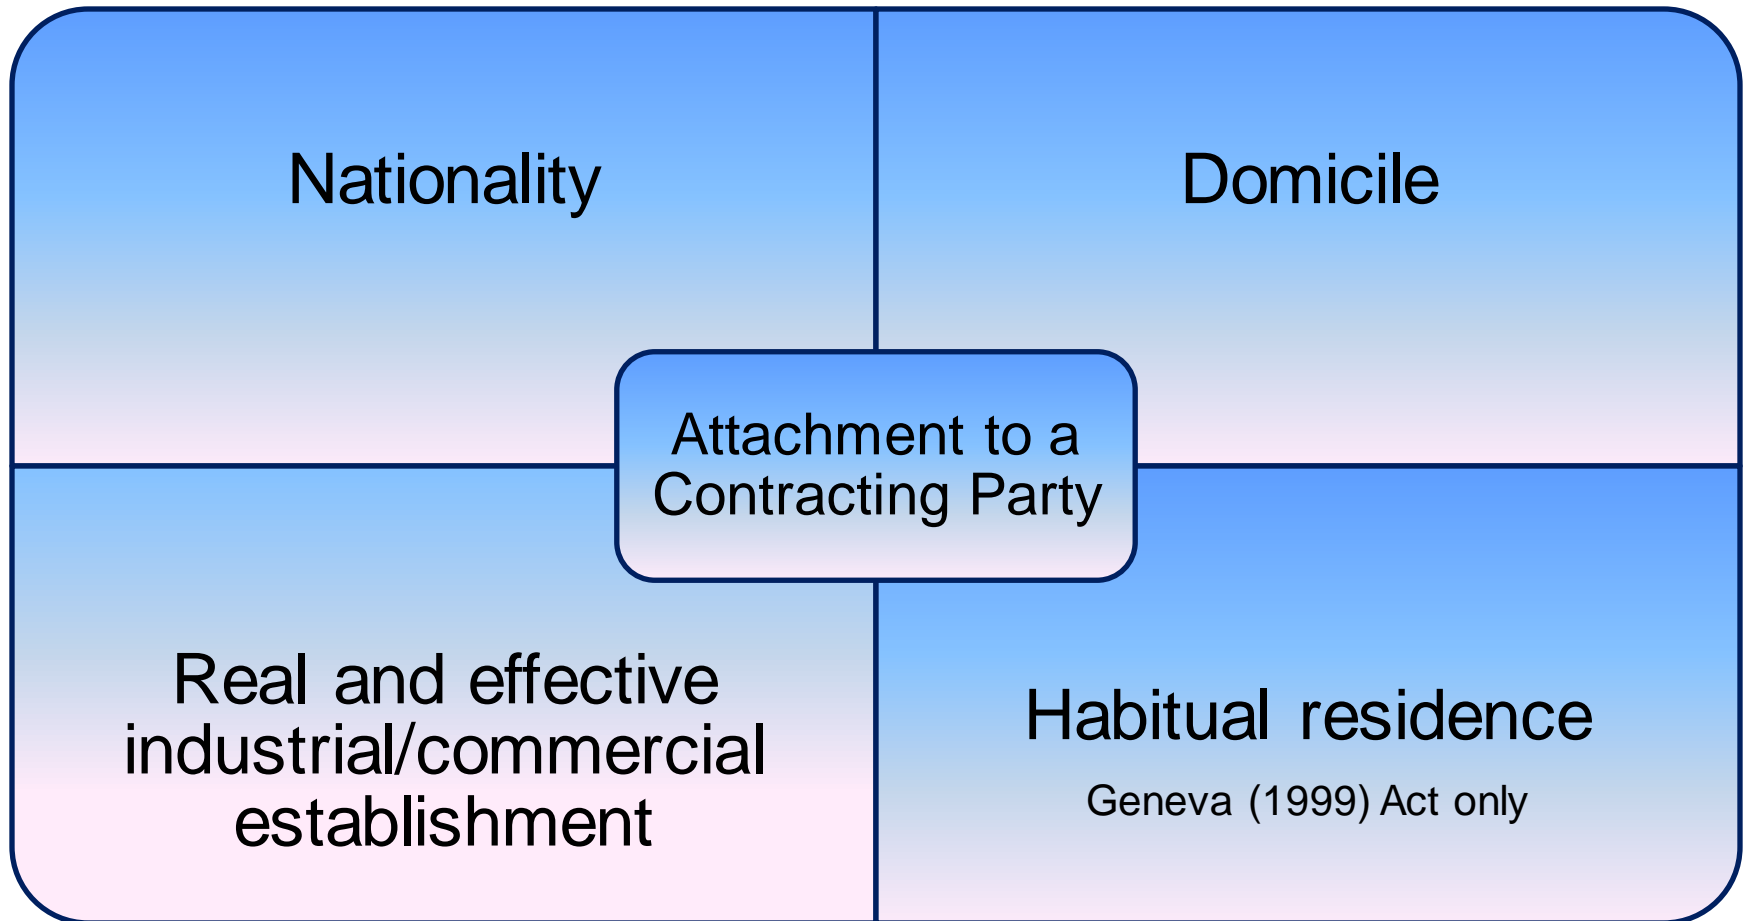 Nationality
Domicile
Attachment to a
Contracting Party
Real and effective
industrial/commercial
establishment
Habitual residence
Geneva (1999) Act only